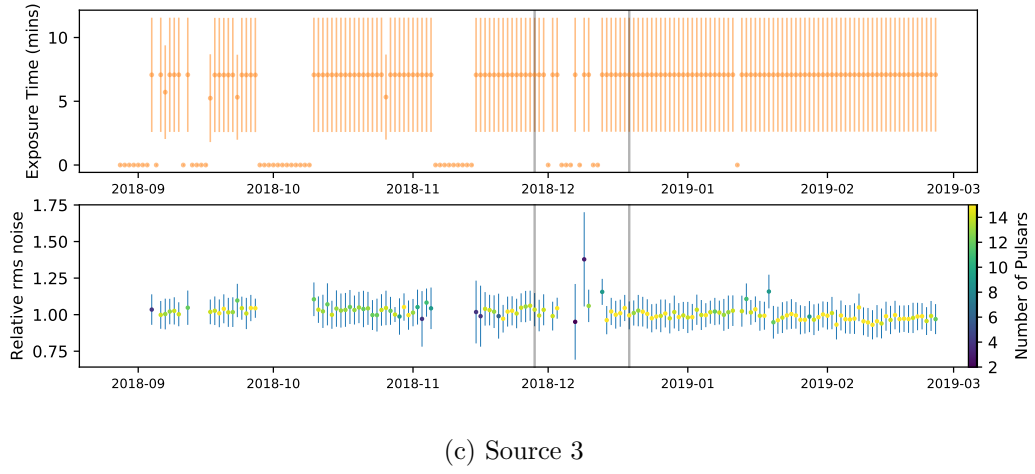 Exposure Time (mins)
10
5
0
2018-09 2018-10 2018-11 2018-12 2019-01 2019-02 2019-03
Relative rms noise
1.75
1.50
1.25
1.00
0.75
2018-09 2018-10 2018-11 2018-12 2019-01 2019-02 2019-03
14
12
10
8
6
4
2
Number of Pulsars
(c) Source 3